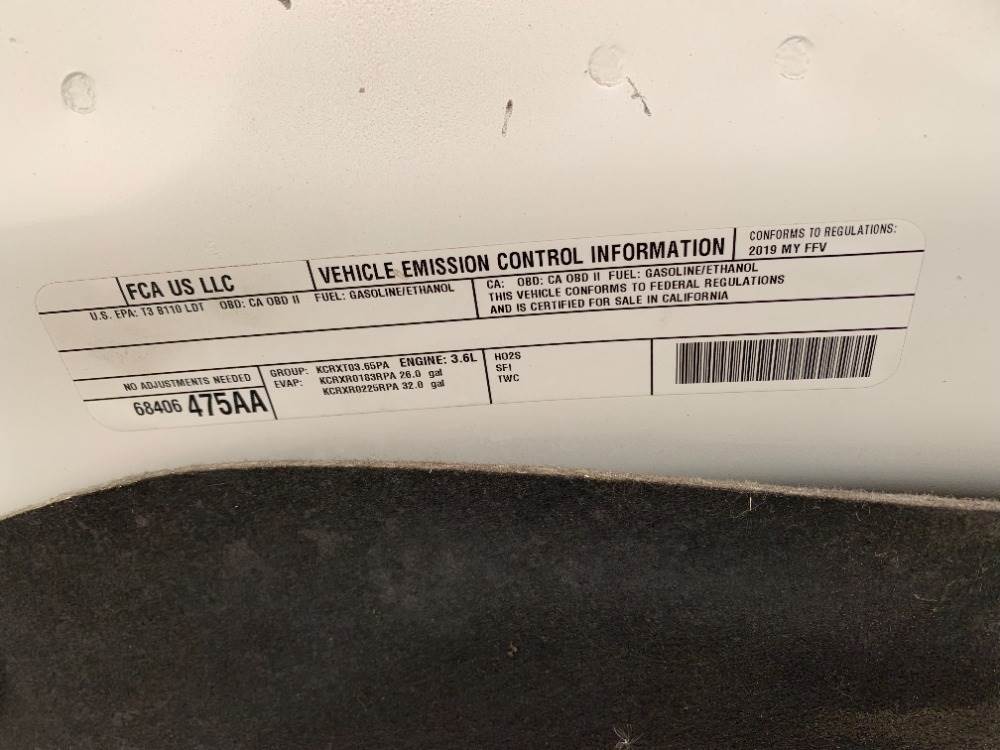 FCA US LLC
VEHICLE EMISSION CONTROL INFORMATION
CONFORMS TO REGULATIONS:
2019 MY FFV
U.S. EPA: T3 B110 LDT OBD: CA OBD II FUEL: GASOLINE/ETHANOL
CA: OBD: CA OBD II FUEL: GASOLINE/ETHANOL
THIS VEHICLE CONFORMS TO FEDERAL REGULATIONS
AND IS CERTIFIED FOR SALE IN CALIFORNIA
NO ADJUSTMENTS NEEDED
68406 475AA
GROUP: KCRXT03.65PA ENGINE: 3.6L
EVAP: KCRXR0183RPA 26.0 gal
KCRXR0225RPA 32.0 gal
HO2S
SFI
TWC